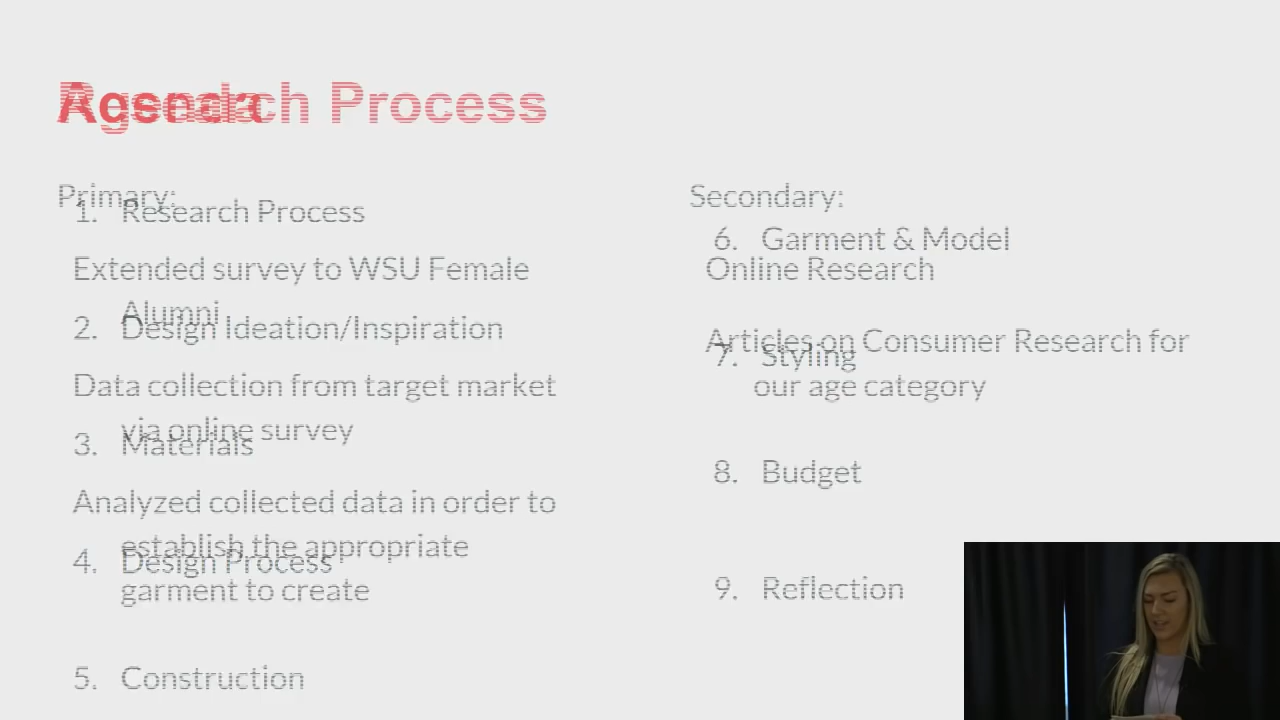 Agenda
Research Process
Primary:
1. Research Process
Extended survey to WSU Female
Alumni
2. Design Ideation/Inspiration
Data collection from target market
via online survey
3. Materials
Analyzed collected data in order to
establish the appropriate
4. Design Process
garment to create
5. Construction
Secondary:
6. Garment & Model
Online Research
Articles on Consumer Research for
7. Styling
our age category
8. Budget
9. Reflection